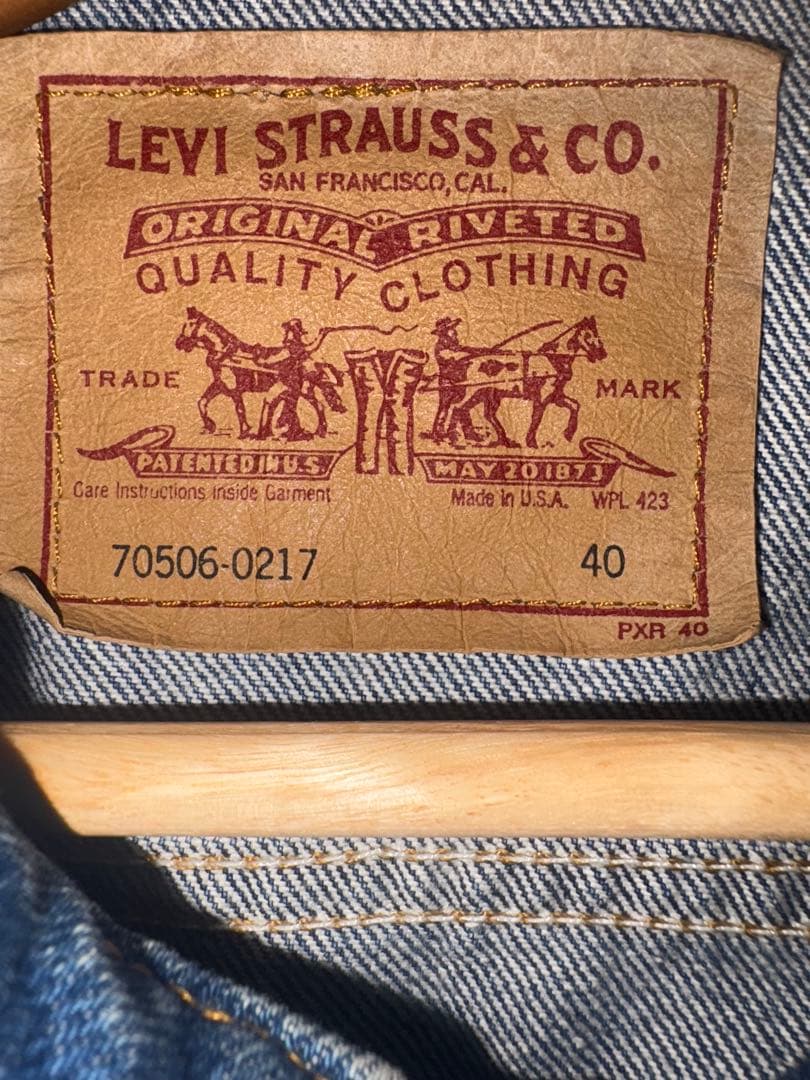 LEVI STRAUSS & CO.
SAN FRANCISCO, CAL.
ORIGINAL RIVETED
QUALITY CLOTHING
TRADE MARK
PATENTED IN U.S. MAY 20 1873
Care Instructions Inside Garment Made in U.S.A. WPL 423
70506-0217 40
PXR 40